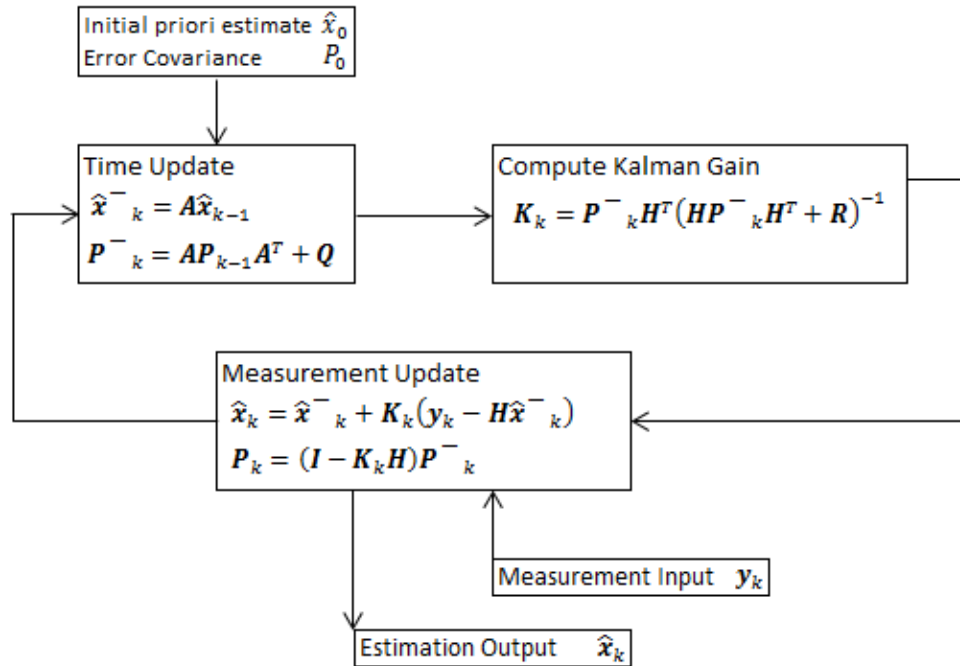 Initial priori estimate x̂₀
Error Covariance P₀
Time Update
x̂⁻ₖ = Ax̂ₖ₋₁
P⁻ₖ = APₖ₋₁Aᵀ + Q
Compute Kalman Gain
Kₖ = P⁻ₖHᵀ(HP⁻ₖHᵀ + R)⁻¹
Measurement Update
x̂ₖ = x̂⁻ₖ + Kₖ(yₖ − Hx̂⁻ₖ)
Pₖ = (I − KₖH)P⁻ₖ
Measurement Input yₖ
Estimation Output x̂ₖ